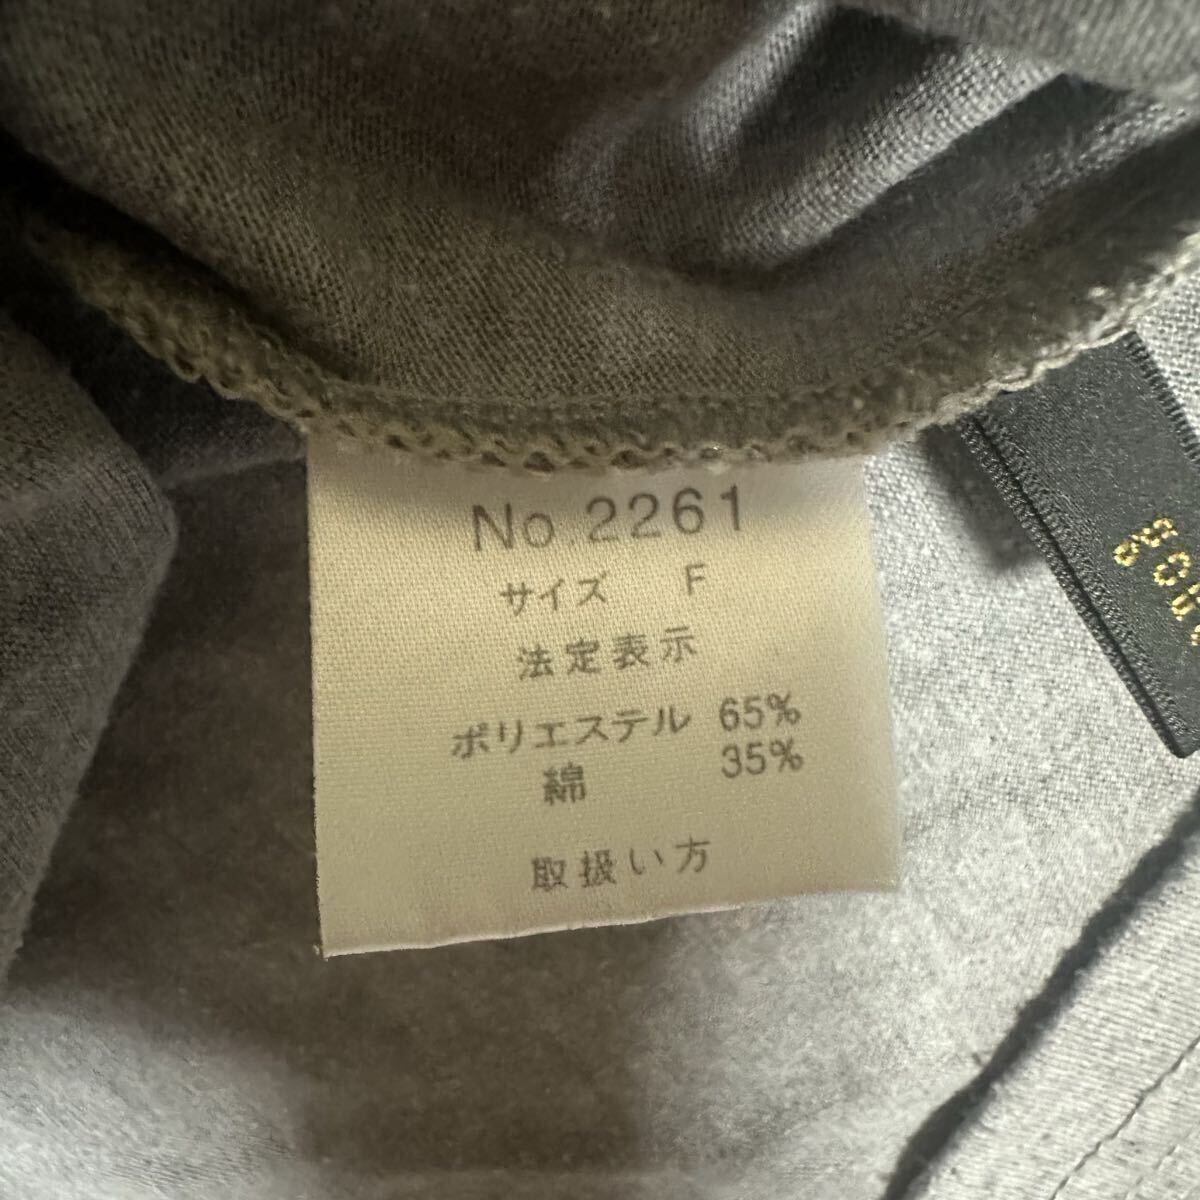 No.2261
サイズ F
法定表示
ポリエステル 65%
綿 35%
取扱い方